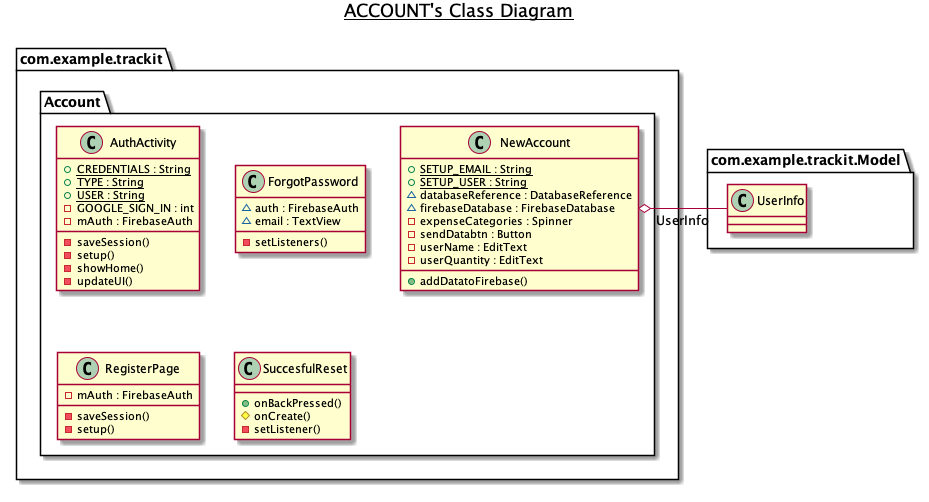 ACCOUNT's Class Diagram
com.example.trackit
Account
C AuthActivity
CREDENTIALS : String
TYPE : String
USER : String
GOOGLE_SIGN_IN : int
mAuth : FirebaseAuth
saveSession()
setup()
showHome()
updateUI()
C ForgotPassword
auth : FirebaseAuth
email : TextView
setListeners()
C NewAccount
SETUP_EMAIL : String
SETUP_USER : String
databaseReference : DatabaseReference
firebaseDatabase : FirebaseDatabase
expenseCategories : Spinner
sendDatabtn : Button
userName : EditText
userQuantity : EditText
addDatatoFirebase()
UserInfo
com.example.trackit.Model
C UserInfo
C RegisterPage
mAuth : FirebaseAuth
saveSession()
setup()
C SuccesfulReset
onBackPressed()
onCreate()
setListener()